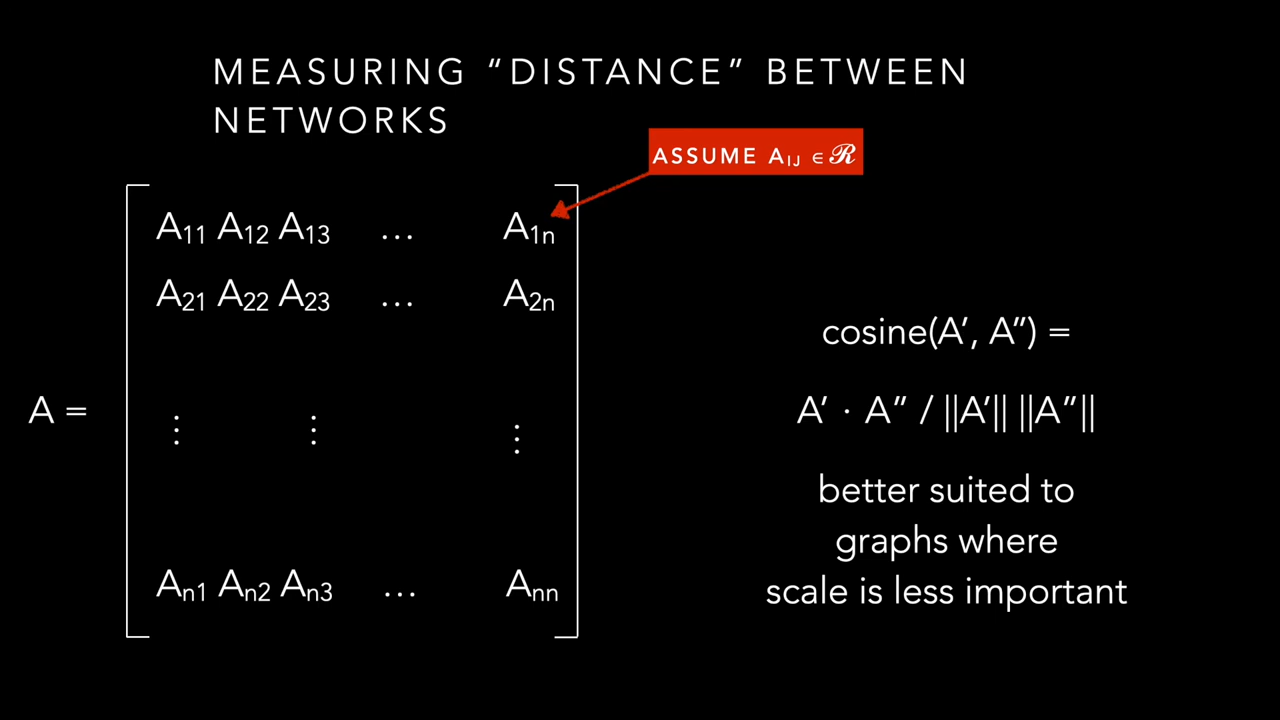 MEASURING “DISTANCE” BETWEEN
NETWORKS
ASSUME AIJ ∈ ℛ
A11 A12 A13 … A1n
A21 A22 A23 … A2n
cosine(A’, A”) =
A =
⋮ ⋮ ⋮
A’ · A” / ||A’|| ||A”||
better suited to
graphs where
An1 An2 An3 … Ann
scale is less important